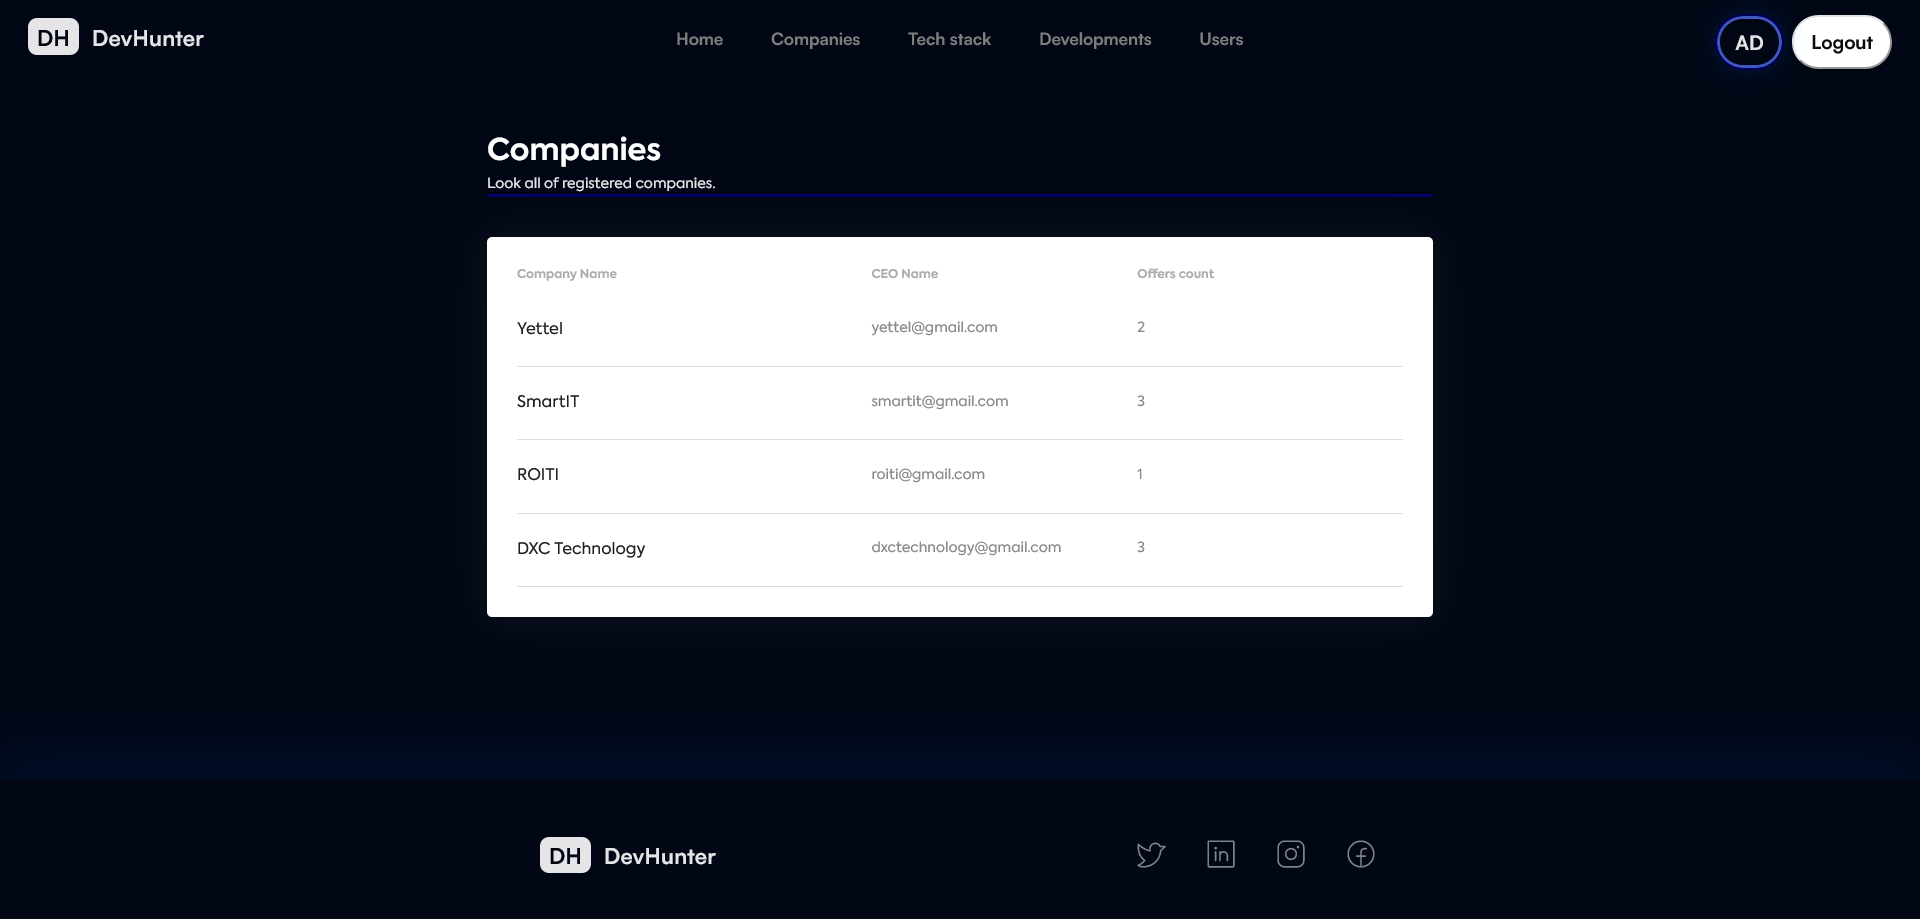 DH DevHunter Home Companies Tech stack Developments Users AD Logout
Companies
Look all of registered companies.
Company Name CEO Name Offers count
Yettel yettel@gmail.com 2
SmartIT smartit@gmail.com 3
ROITI roiti@gmail.com 1
DXC Technology dxctechnology@gmail.com 3
DH DevHunter